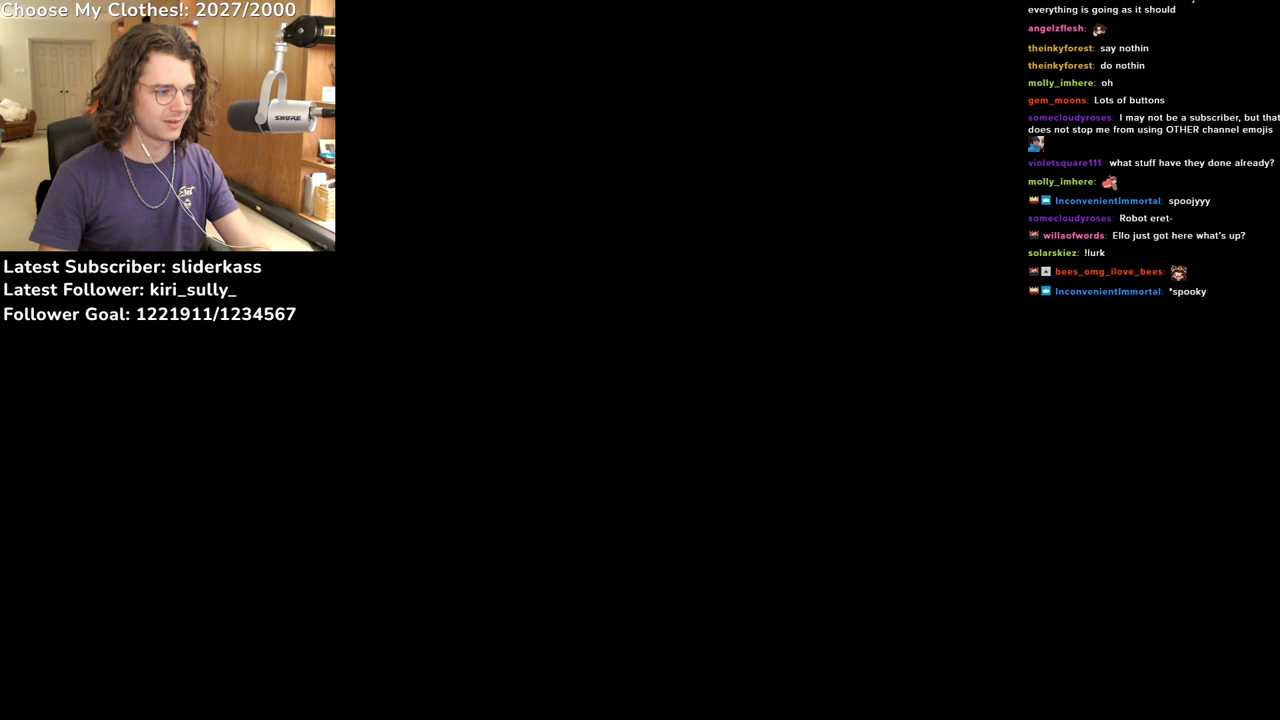 Choose My Clothes!: 2027/2000
SHURE
Latest Subscriber: sliderkass
Latest Follower: kiri_sully_
Follower Goal: 1221911/1234567
everything is going as it should
angelzflesh:
theinkyforest: say nothin
theinkyforest: do nothin
molly_imhere: oh
gem_moons: Lots of buttons
somecloudyroses: I may not be a subscriber, but that
does not stop me from using OTHER channel emojis
violetsquare111: what stuff have they done already?
molly_imhere:
InconvenientImmortal: spoojyyy
somecloudyroses: Robot eret-
willaofwords: Ello just got here what's up?
solarskiez: !lurk
bees_omg_ilove_bees:
InconvenientImmortal: *spooky